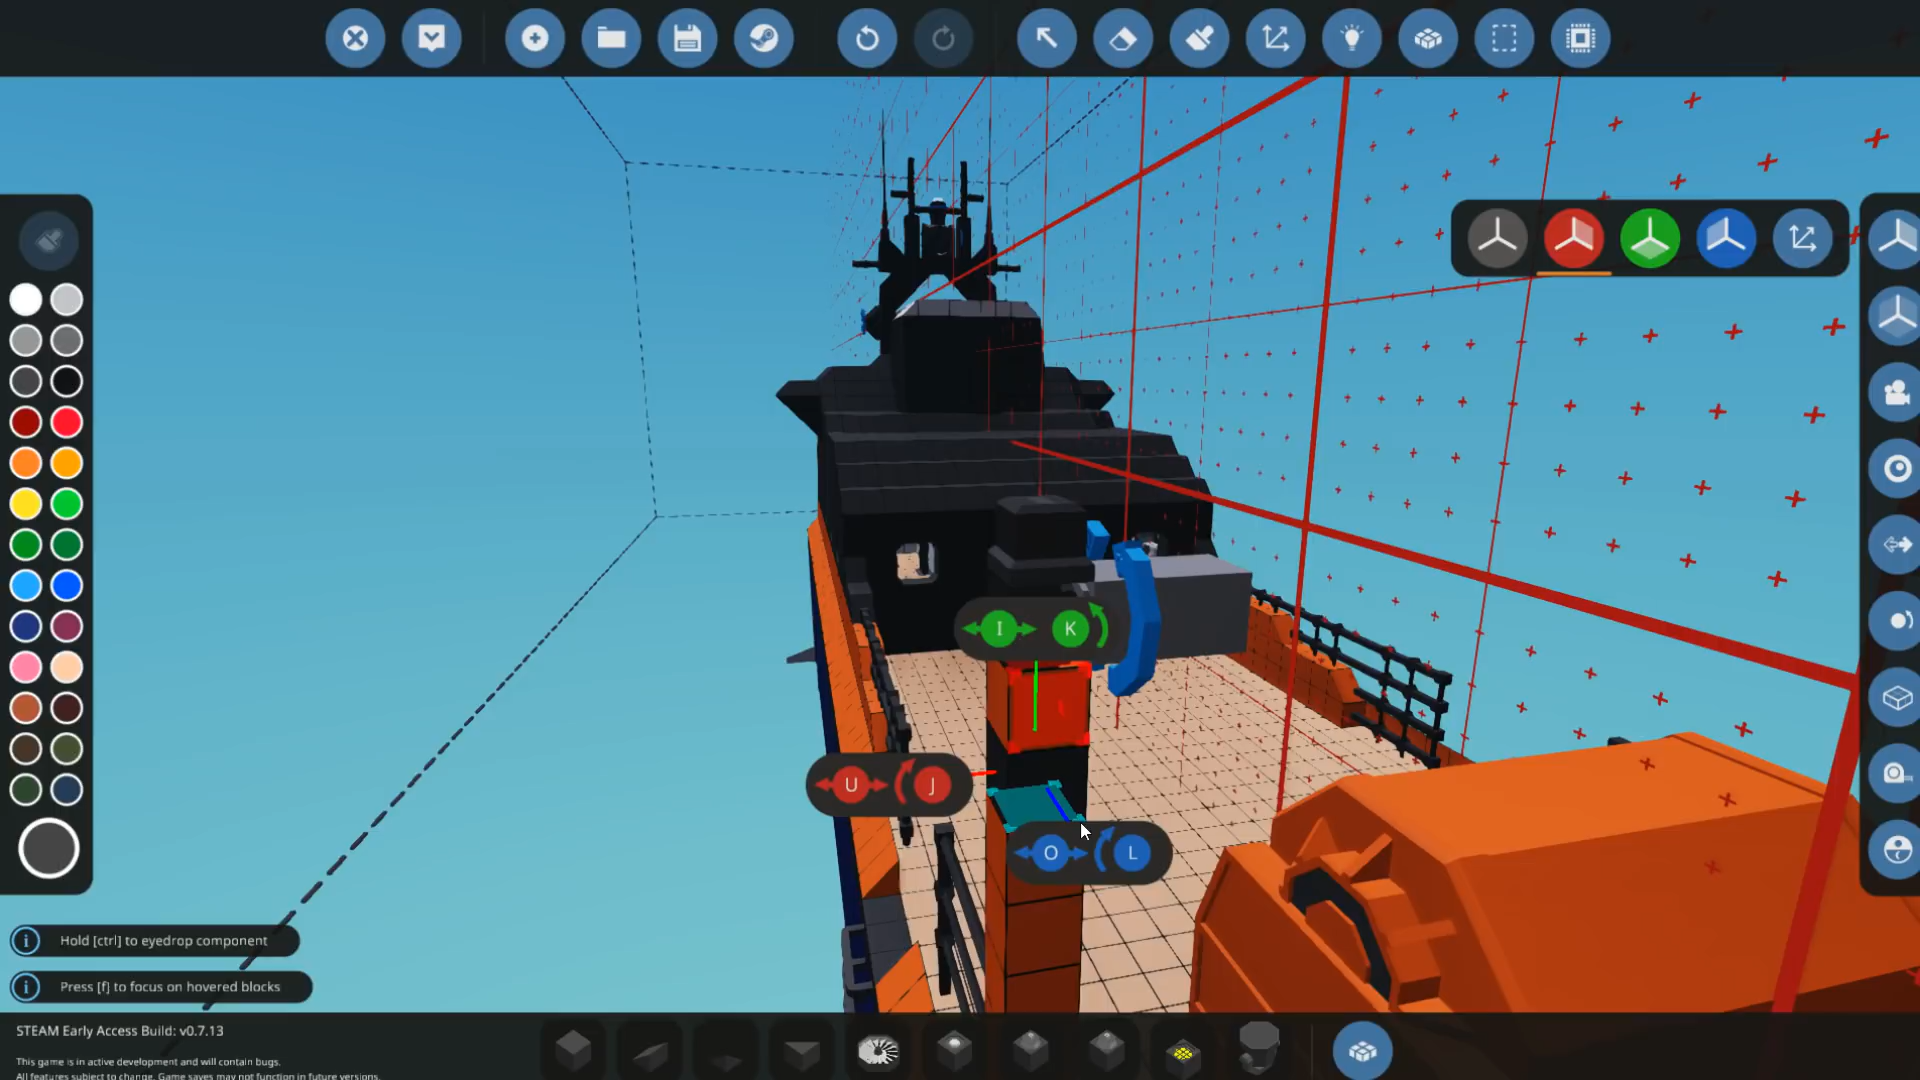 I K
U J
O L
Hold [ctrl] to eyedrop component
Press [f] to focus on hovered blocks
STEAM Early Access Build: v0.7.13
This game is in active development and will contain bugs.
All features subject to change. Game saves may not function in future versions.